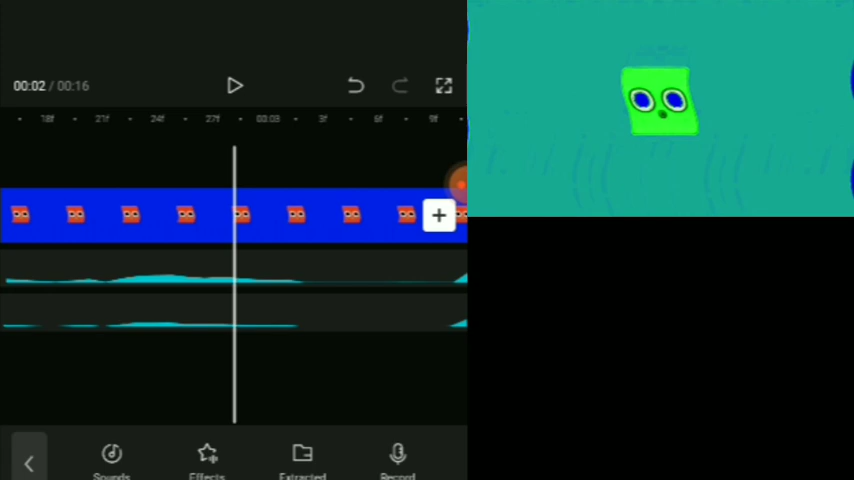 00:02 / 00:16
18f 21f 24f 27f 00:03 3f 6f 9f
Sounds Effects Extracted Record